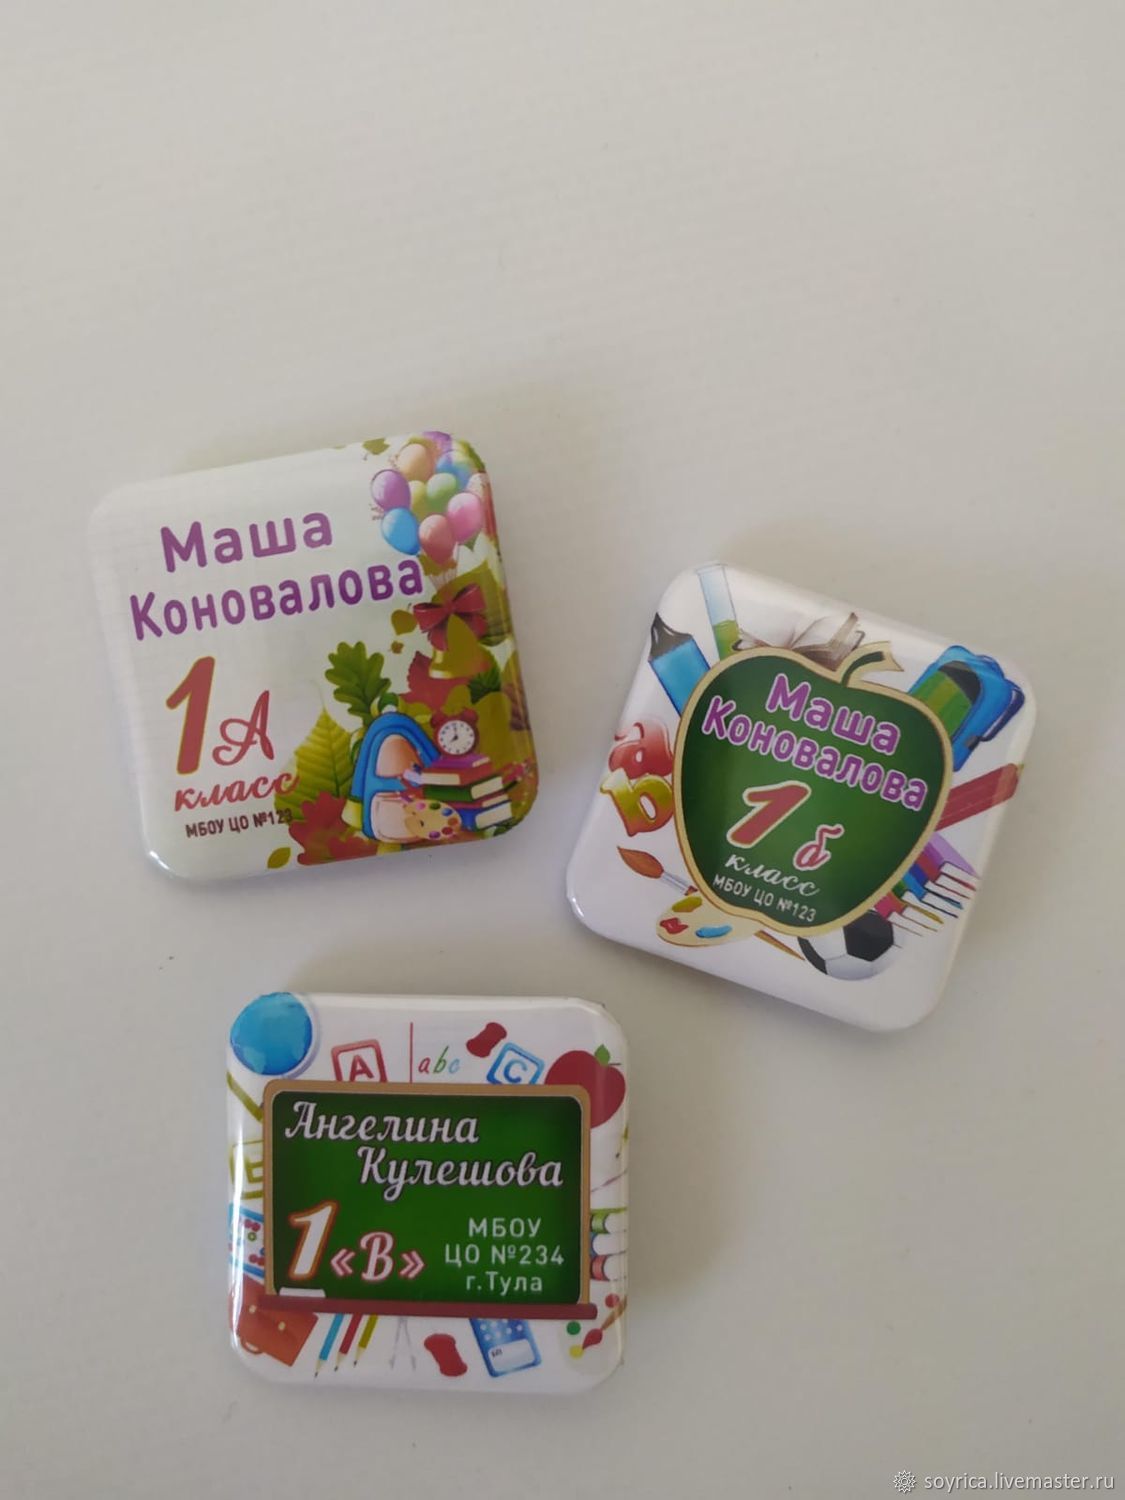 Маша
Коновалова
1А
класс
МБОУ ЦО №123
а
б
Маша
Коновалова
1 б
класс
МБОУ ЦО №123
A
abc
C
Ангелина
Кулешова
1 «В»
МБОУ
ЦО №234
г.Тула
soyrica.livemaster.ru